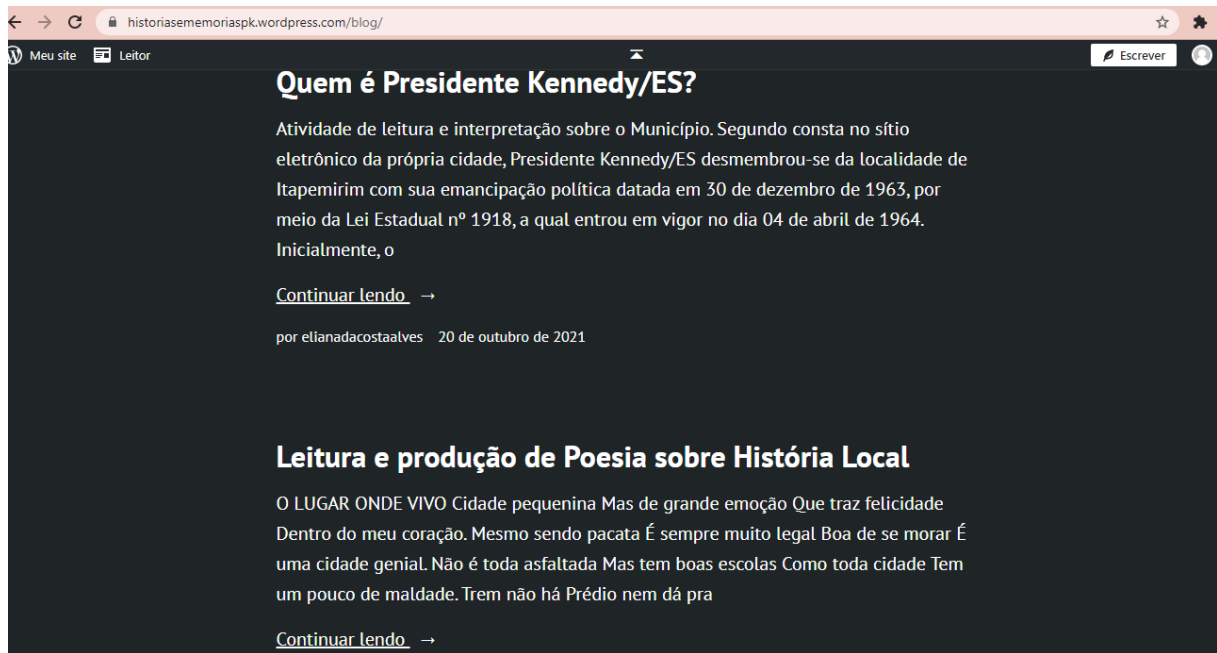 historiasememoriaspk.wordpress.com/blog/
Meu site Leitor Escrever
Quem é Presidente Kennedy/ES?
Atividade de leitura e interpretação sobre o Município. Segundo consta no sítio
eletrônico da própria cidade, Presidente Kennedy/ES desmembrou-se da localidade de
Itapemirim com sua emancipação política datada em 30 de dezembro de 1963, por
meio da Lei Estadual nº 1918, a qual entrou em vigor no dia 04 de abril de 1964.
Inicialmente, o
Continuar lendo →
por elianadacostaalves 20 de outubro de 2021
Leitura e produção de Poesia sobre História Local
O LUGAR ONDE VIVO Cidade pequenina Mas de grande emoção Que traz felicidade
Dentro do meu coração. Mesmo sendo pacata É sempre muito legal Boa de se morar É
uma cidade genial. Não é toda asfaltada Mas tem boas escolas Como toda cidade Tem
um pouco de maldade. Trem não há Prédio nem dá pra
Continuar lendo →